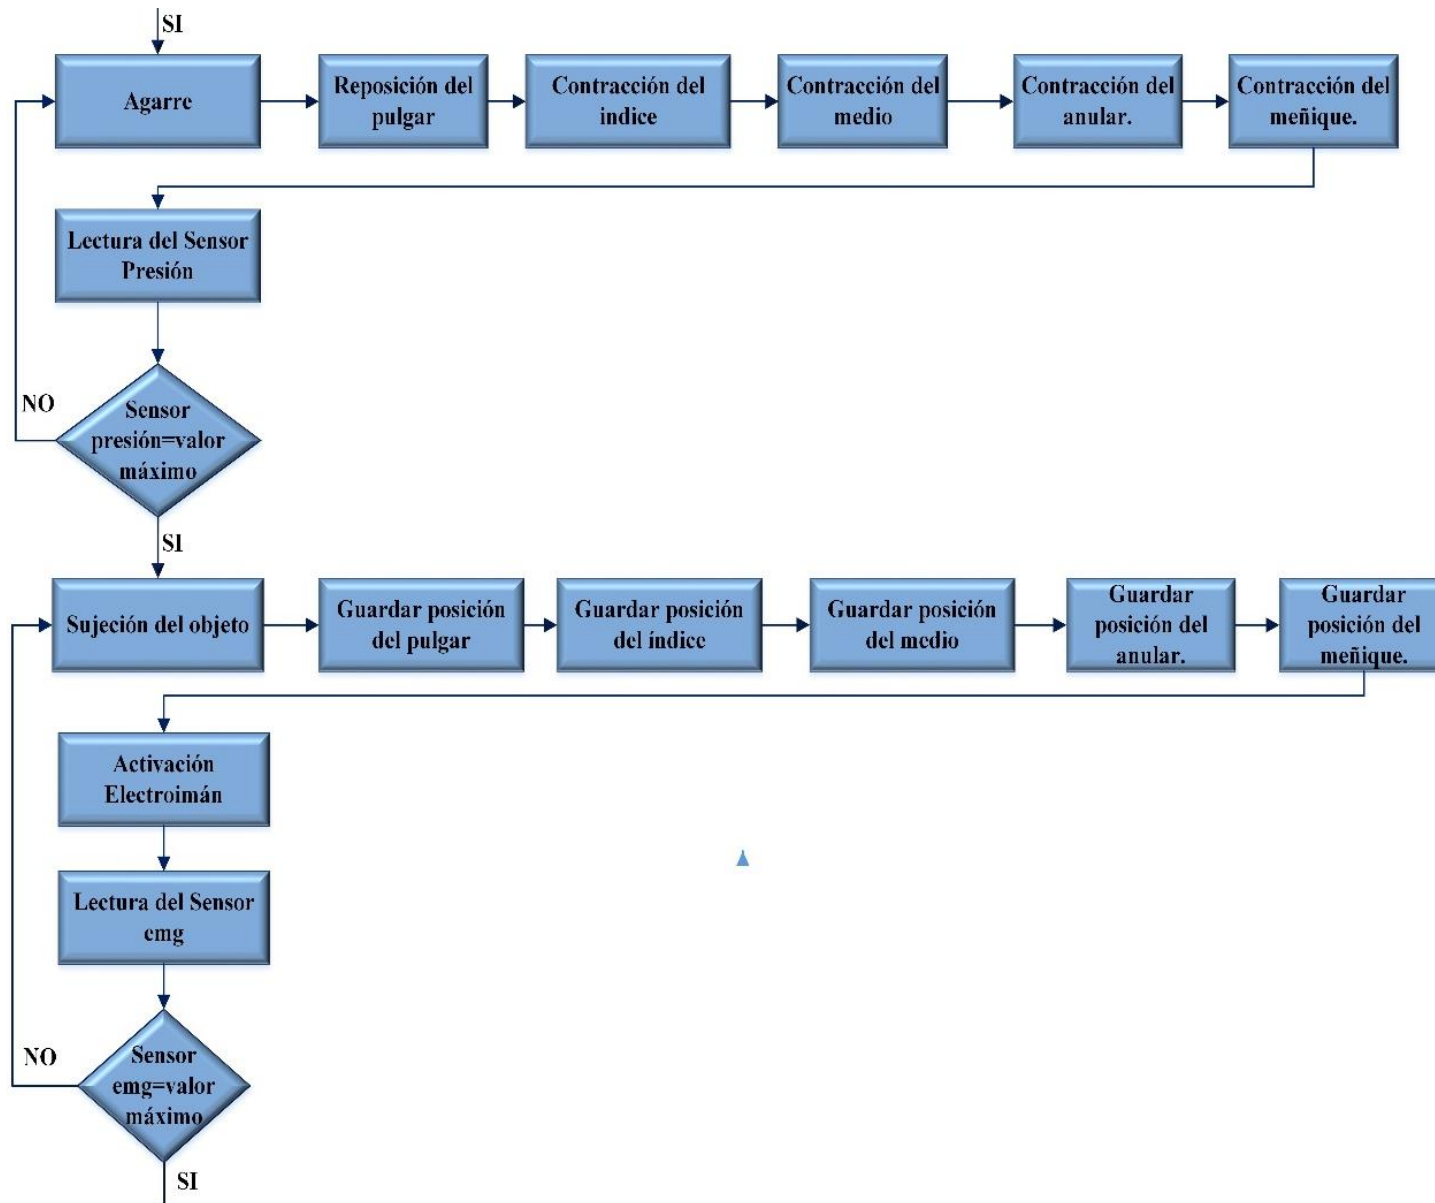 SI
Agarre
Reposición del
pulgar
Contracción del
indice
Contracción del
medio
Contracción del
anular.
Contracción del
meñique.
Lectura del Sensor
Presión
NO
Sensor
presión=valor
máximo
SI
Sujeción del objeto
Guardar posición
del pulgar
Guardar posición
del índice
Guardar posición
del medio
Guardar
posición del
anular.
Guardar
posición del
meñique.
Activación
Electroimán
Lectura del Sensor
emg
NO
Sensor
emg=valor
máximo
SI